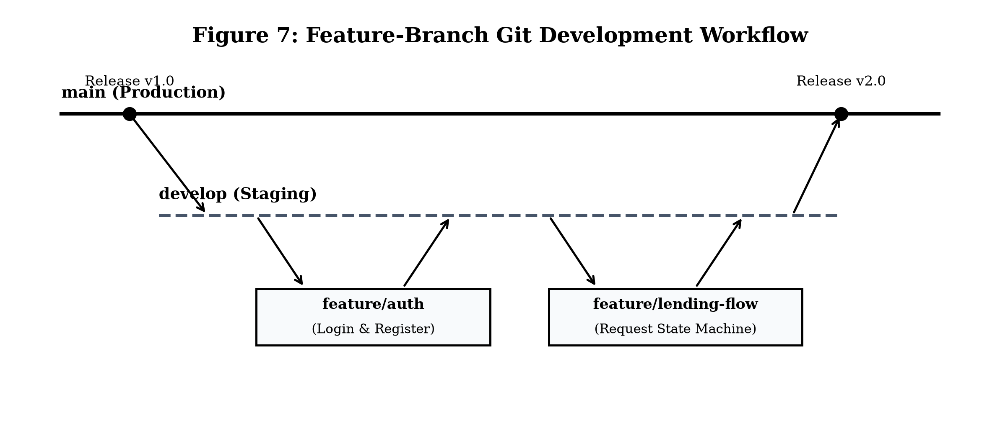 Figure 7: Feature-Branch Git Development Workflow
Release v1.0
Release v2.0
main (Production)
develop (Staging)
feature/auth
(Login & Register)
feature/lending-flow
(Request State Machine)